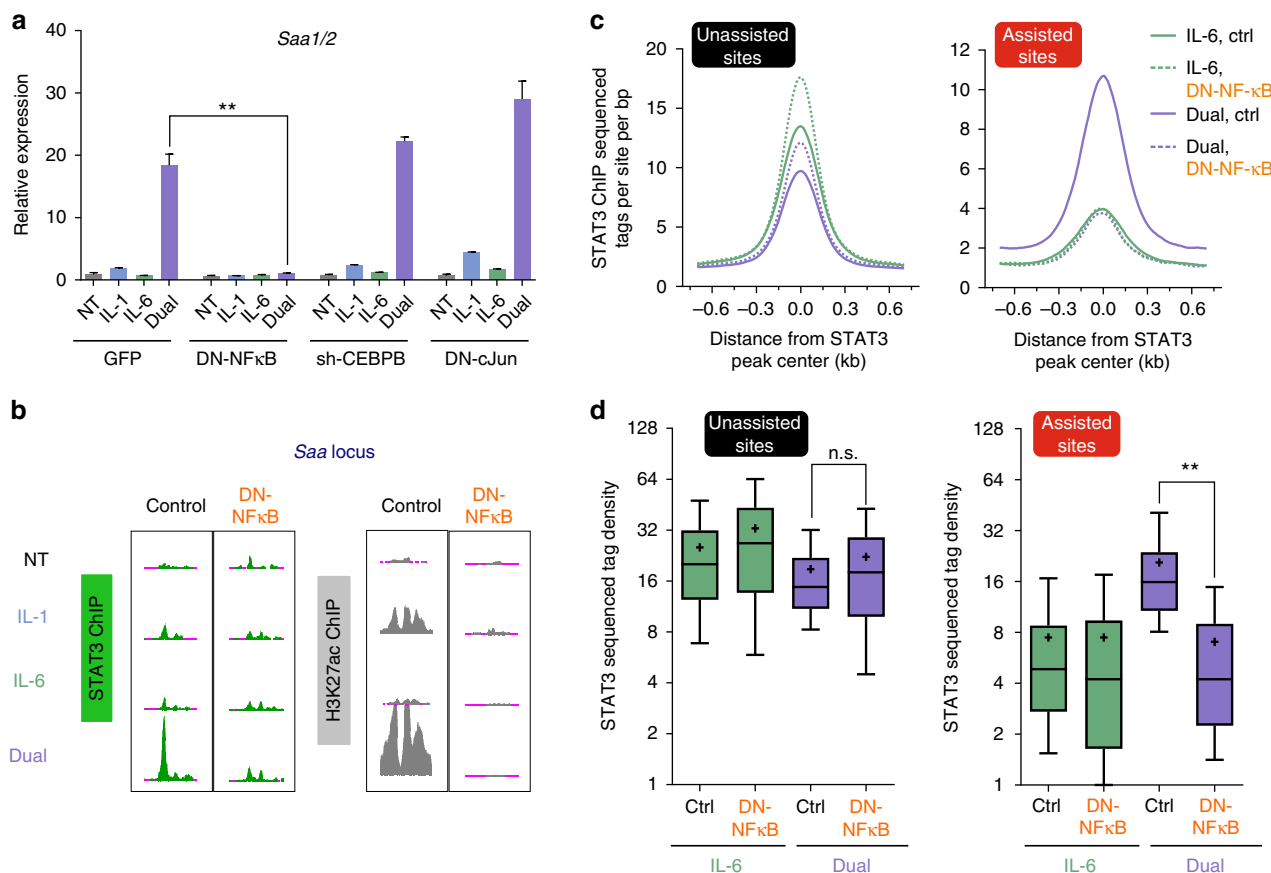 a
Saa1/2
Relative expression
40
30
20
10
0
**
NT IL-1 IL-6 Dual NT IL-1 IL-6 Dual NT IL-1 IL-6 Dual NT IL-1 IL-6 Dual
GFP DN-NFκB sh-CEBPB DN-cJun
b
Saa locus
Control DN-NFκB Control DN-NFκB
NT
IL-1
IL-6
Dual
STAT3 ChIP
H3K27ac ChIP
c
Unassisted
sites
STAT3 ChIP sequenced
tags per site per bp
20
15
10
5
0
–0.6 –0.3 0.0 0.3 0.6
Distance from STAT3
peak center (kb)
Assisted
sites
12
10
8
6
4
2
0
–0.6 –0.3 0.0 0.3 0.6
Distance from STAT3
peak center (kb)
IL-6, ctrl
IL-6,
DN-NF-κB
Dual, ctrl
Dual,
DN-NF-κB
d
Unassisted
sites
STAT3 sequenced tag density
128
64
32
16
8
4
2
1
n.s.
Ctrl DN-NFκB Ctrl DN-NFκB
IL-6 Dual
Assisted
sites
STAT3 sequenced tag density
128
64
32
16
8
4
2
1
**
Ctrl DN-NFκB Ctrl DN-NFκB
IL-6 Dual